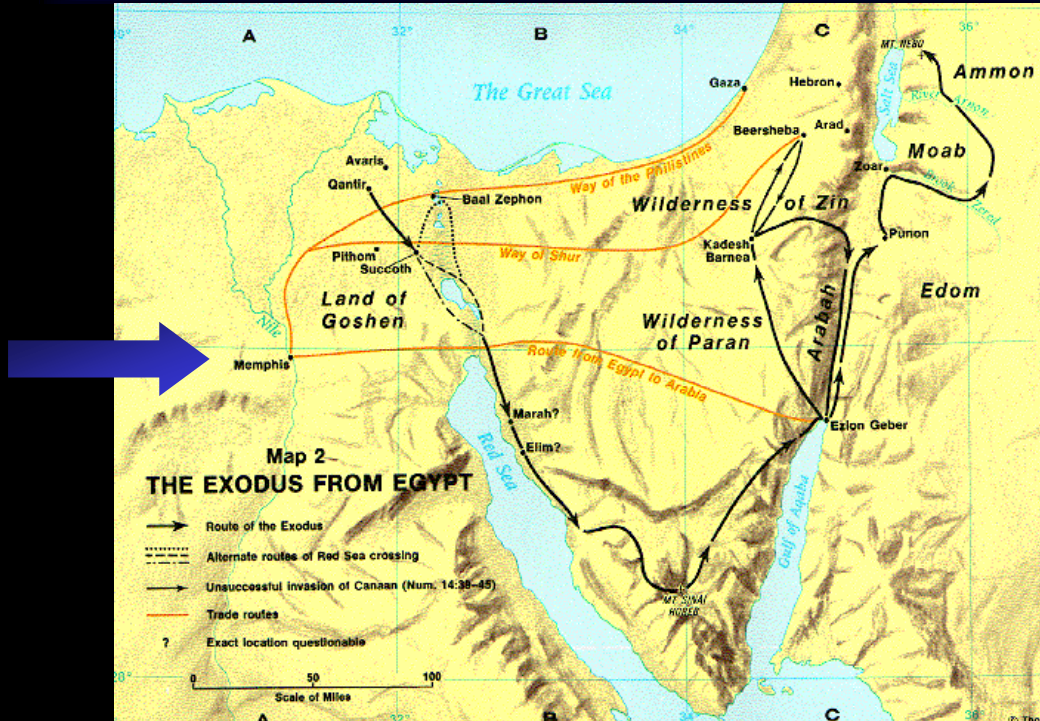 A
32°
B
34°
C
36°
MT. NEBO
Ammon
The Great Sea
Gaza
Hebron
Salt Sea
River Arnon
Beersheba
Arad
Moab
Avaris
Zoar
Qantir
Way of the Philistines
Brook Zered
Baal Zephon
Wilderness of Zin
Punon
Pithom
Way of Shur
Kadesh
Barnea
Succoth
Land of
Goshen
Edom
Nile
Wilderness
of Paran
Arabah
Memphis
Route from Egypt to Arabia
Marah?
Ezion Geber
Elim?
Red Sea
Gulf of Aqaba
Map 2
THE EXODUS FROM EGYPT
Route of the Exodus
Alternate routes of Red Sea crossing
Unsuccessful invasion of Canaan (Num. 14:39-45)
Trade routes
? Exact location questionable
MT SINAI
HOREB
28°
0 50 100
Scale of Miles
A
32°
B
34°
C
36°